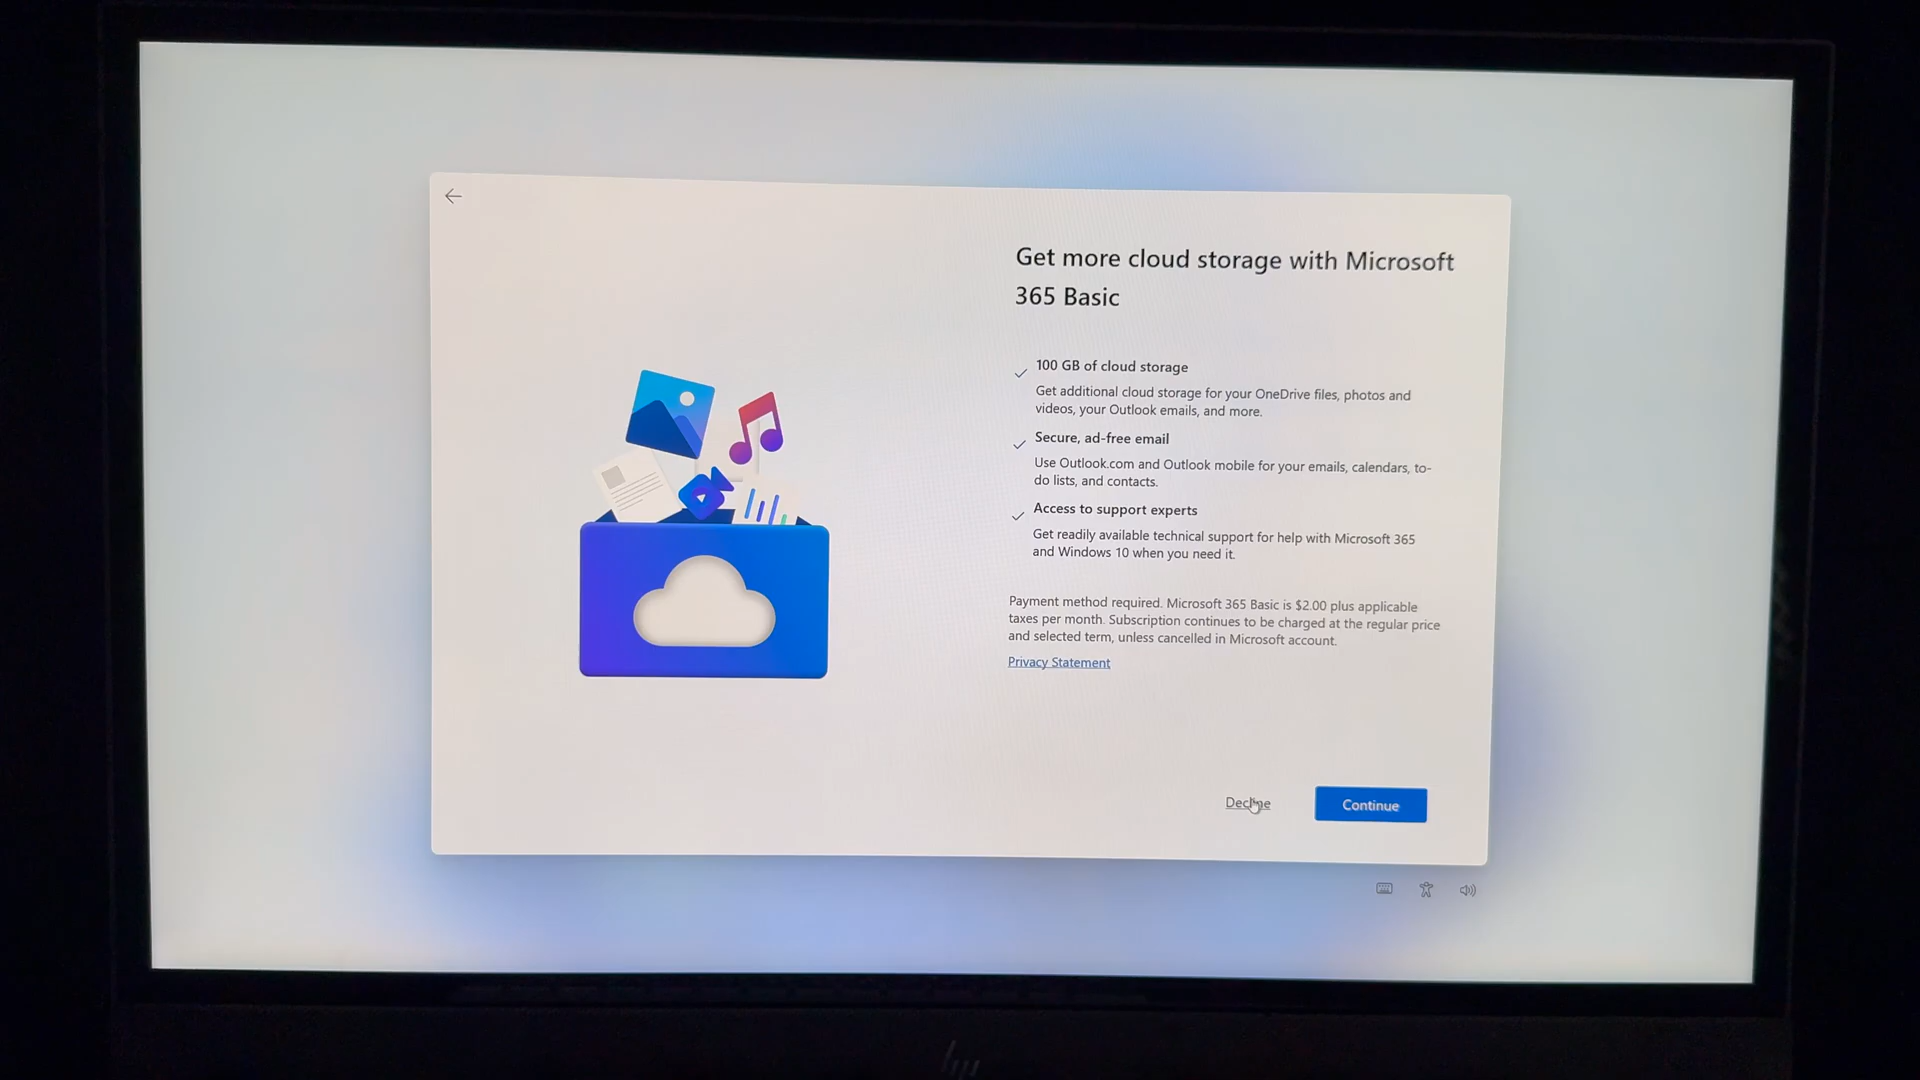 Get more cloud storage with Microsoft
365 Basic
100 GB of cloud storage
Get additional cloud storage for your OneDrive files, photos and
videos, your Outlook emails, and more.
Secure, ad-free email
Use Outlook.com and Outlook mobile for your emails, calendars, to-
do lists, and contacts.
Access to support experts
Get readily available technical support for help with Microsoft 365
and Windows 10 when you need it.
Payment method required. Microsoft 365 Basic is $2.00 plus applicable
taxes per month. Subscription continues to be charged at the regular price
and selected term, unless cancelled in Microsoft account.
Privacy Statement
Decline
Continue
hp